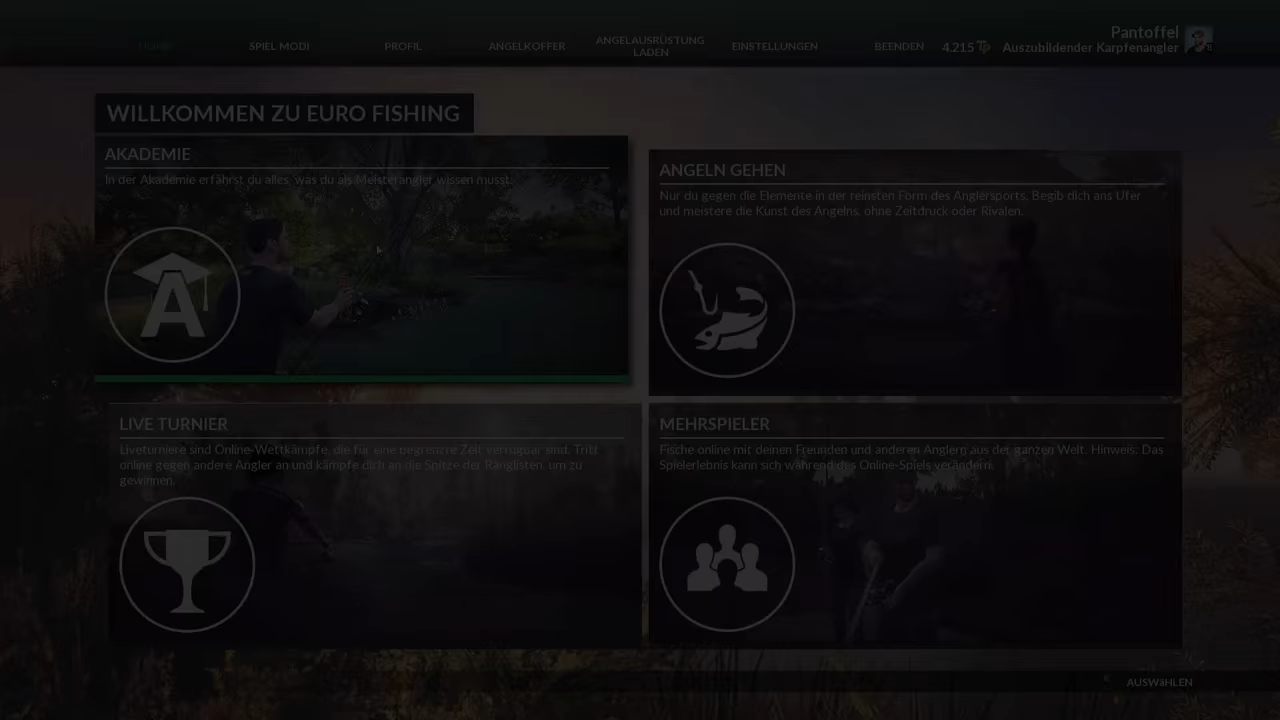 HOME
SPIEL MODI
PROFIL
ANGELKOFFER
ANGELAUSRÜSTUNG
LADEN
EINSTELLUNGEN
BEENDEN
4.215 TP
Pantoffel
Auszubildender Karpfenangler
WILLKOMMEN ZU EURO FISHING
AKADEMIE
In der Akademie erfährst du alles, was du als Meisterangler wissen musst.
ANGELN GEHEN
Nur du gegen die Elemente in der reinsten Form des Anglersports. Begib dich ans Ufer
und meistere die Kunst des Angelns, ohne Zeitdruck oder Rivalen.
LIVE TURNIER
Liveturniere sind Online-Wettkämpfe, die für eine begrenzte Zeit verfügbar sind. Tritt
online gegen andere Angler an und kämpfe dich an die Spitze der Ranglisten, um zu
gewinnen.
MEHRSPIELER
Fische online mit deinen Freunden und anderen Anglern aus der ganzen Welt. Hinweis: Das
Spielerlebnis kann sich während des Online-Spiels verändern.
AUSWäHLEN